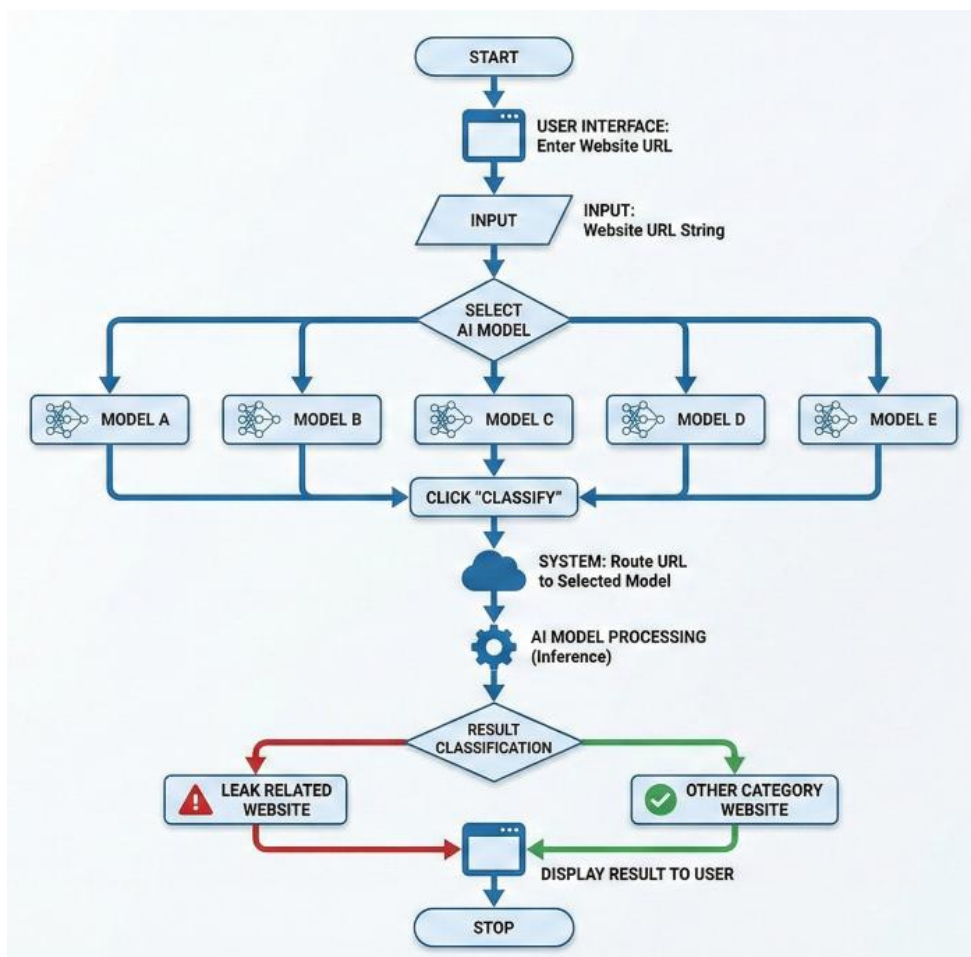 START
USER INTERFACE:
Enter Website URL
INPUT
INPUT:
Website URL String
SELECT
AI MODEL
MODEL A
MODEL B
MODEL C
MODEL D
MODEL E
CLICK "CLASSIFY"
SYSTEM: Route URL
to Selected Model
AI MODEL PROCESSING
(Inference)
RESULT
CLASSIFICATION
LEAK RELATED
WEBSITE
OTHER CATEGORY
WEBSITE
DISPLAY RESULT TO USER
STOP